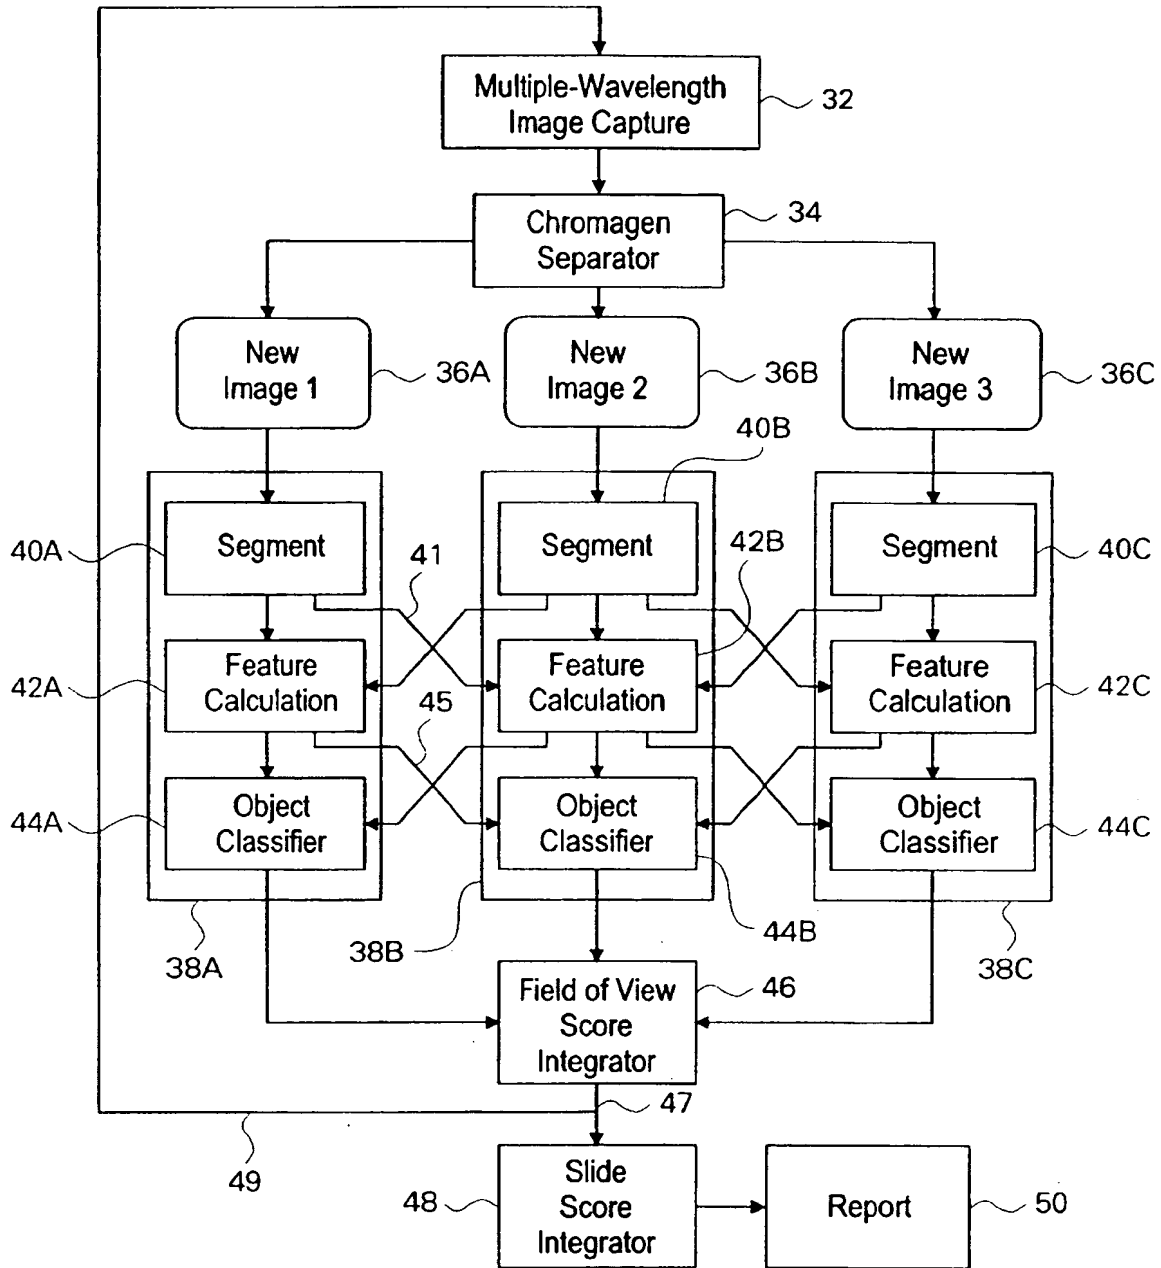 Multiple-Wavelength
Image Capture
32
Chromagen
Separator
34
New
Image 1
36A
New
Image 2
36B
New
Image 3
36C
40B
40A
Segment
41
Segment
42B
Segment
40C
42A
Feature
Calculation
45
Feature
Calculation
Feature
Calculation
42C
44A
Object
Classifier
Object
Classifier
Object
Classifier
44C
38A
38B
44B
38C
Field of View
Score
Integrator
46
47
49
48
Slide
Score
Integrator
Report
50